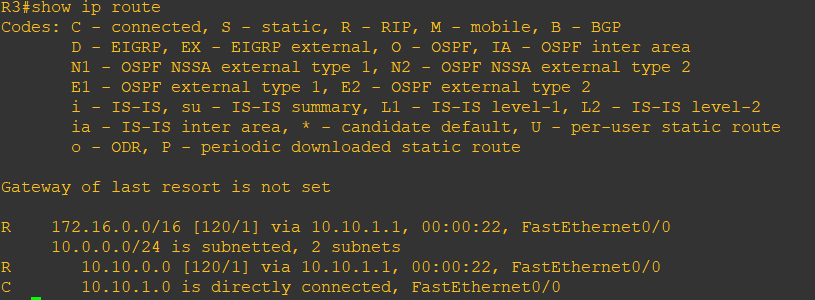 R3#show ip route
Codes: C - connected, S - static, R - RIP, M - mobile, B - BGP
       D - EIGRP, EX - EIGRP external, O - OSPF, IA - OSPF inter area
       N1 - OSPF NSSA external type 1, N2 - OSPF NSSA external type 2
       E1 - OSPF external type 1, E2 - OSPF external type 2
       i - IS-IS, su - IS-IS summary, L1 - IS-IS level-1, L2 - IS-IS level-2
       ia - IS-IS inter area, * - candidate default, U - per-user static route
       o - ODR, P - periodic downloaded static route
Gateway of last resort is not set
R    172.16.0.0/16 [120/1] via 10.10.1.1, 00:00:22, FastEthernet0/0
     10.0.0.0/24 is subnetted, 2 subnets
R       10.10.0.0 [120/1] via 10.10.1.1, 00:00:22, FastEthernet0/0
C       10.10.1.0 is directly connected, FastEthernet0/0